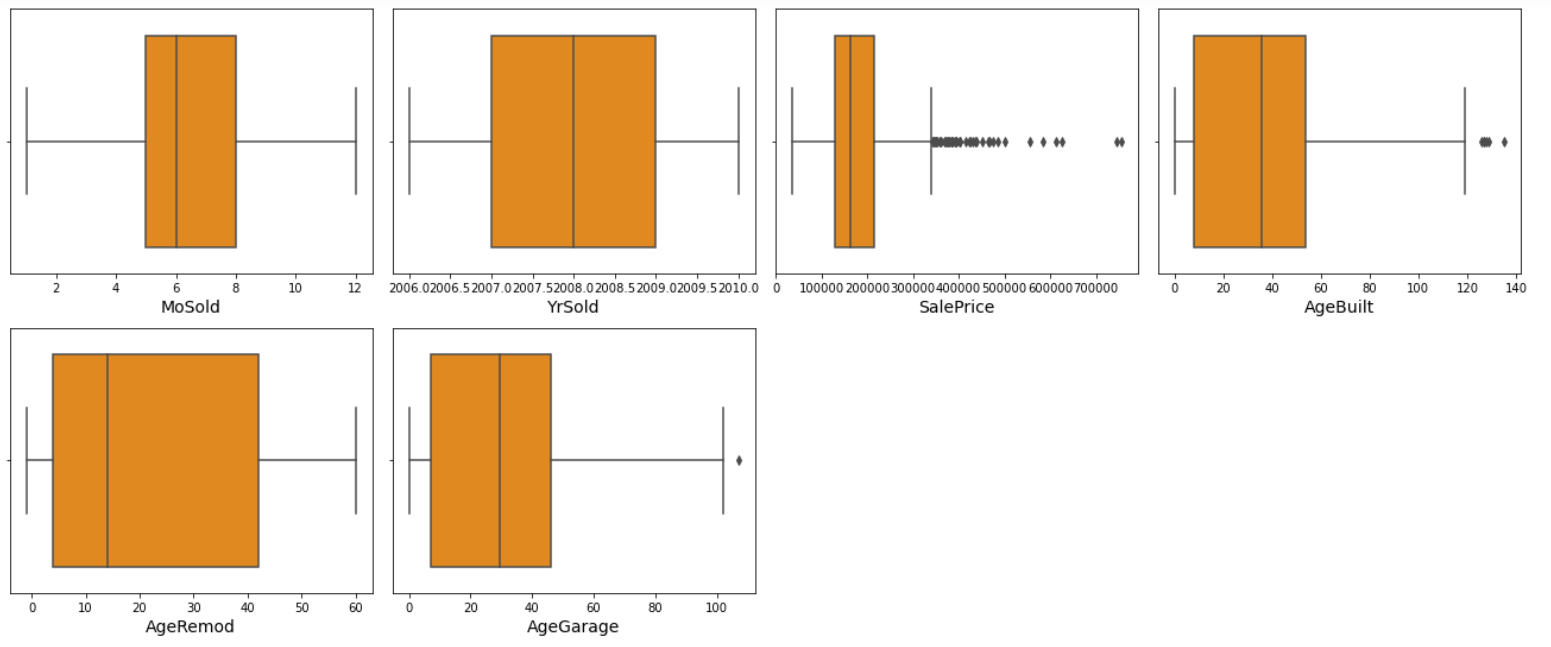 2 4 6 8 10 12
MoSold
2006.0 2006.5 2007.0 2007.5 2008.0 2008.5 2009.0 2009.5 2010.0
YrSold
0 100000 200000 300000 400000 500000 600000 700000
SalePrice
0 20 40 60 80 100 120 140
AgeBuilt
0 10 20 30 40 50 60
AgeRemod
0 20 40 60 80 100
AgeGarage